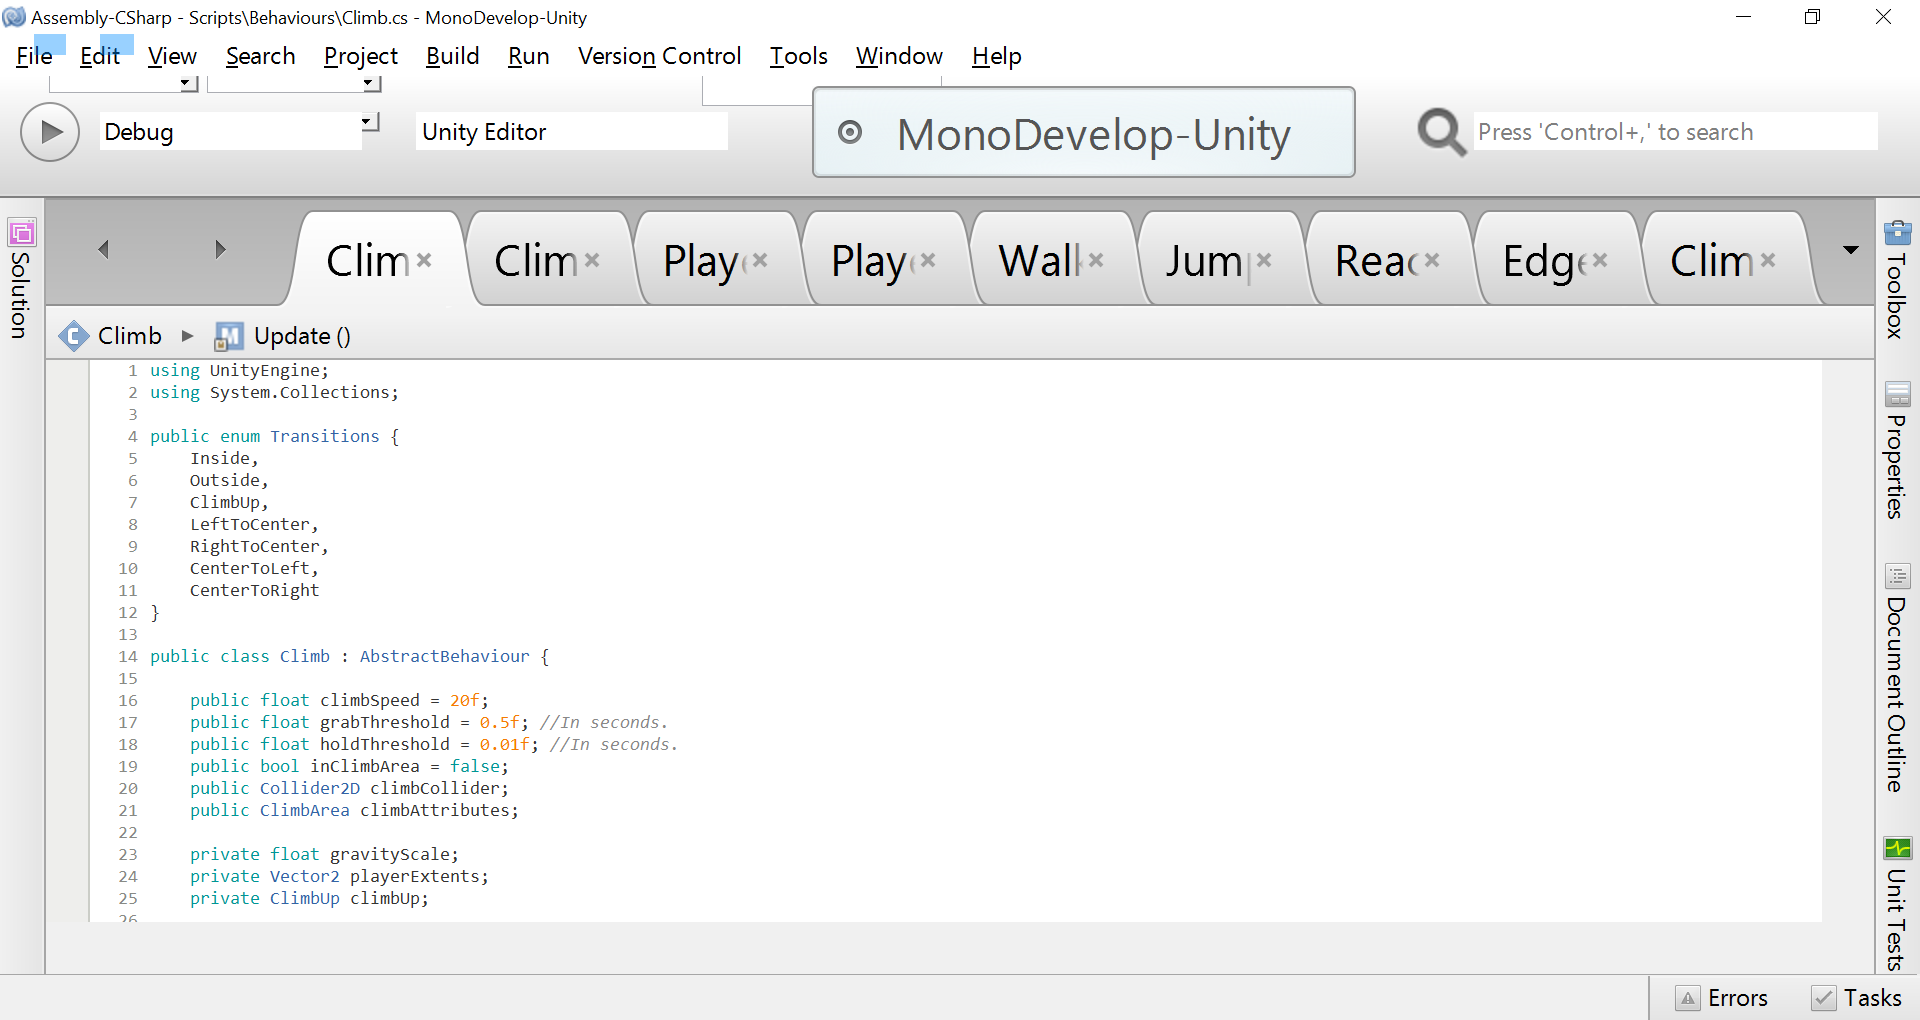 Assembly-CSharp - Scripts\Behaviours\Climb.cs - MonoDevelop-Unity
File Edit View Search Project Build Run Version Control Tools Window Help
Debug Unity Editor MonoDevelop-Unity Press 'Control+,' to search
Clim Clim Play Play Wal Jum Rea Edg Clim
Solution
Toolbox
Properties
Document Outline
Unit Tests
Climb Update ()
1 using UnityEngine;
2 using System.Collections;
3
4 public enum Transitions {
5 Inside,
6 Outside,
7 ClimbUp,
8 LeftToCenter,
9 RightToCenter,
10 CenterToLeft,
11 CenterToRight
12 }
13
14 public class Climb : AbstractBehaviour {
15
16 public float climbSpeed = 20f;
17 public float grabThreshold = 0.5f; //In seconds.
18 public float holdThreshold = 0.01f; //In seconds.
19 public bool inClimbArea = false;
20 public Collider2D climbCollider;
21 public ClimbArea climbAttributes;
22
23 private float gravityScale;
24 private Vector2 playerExtents;
25 private ClimbUp climbUp;
26
Errors Tasks